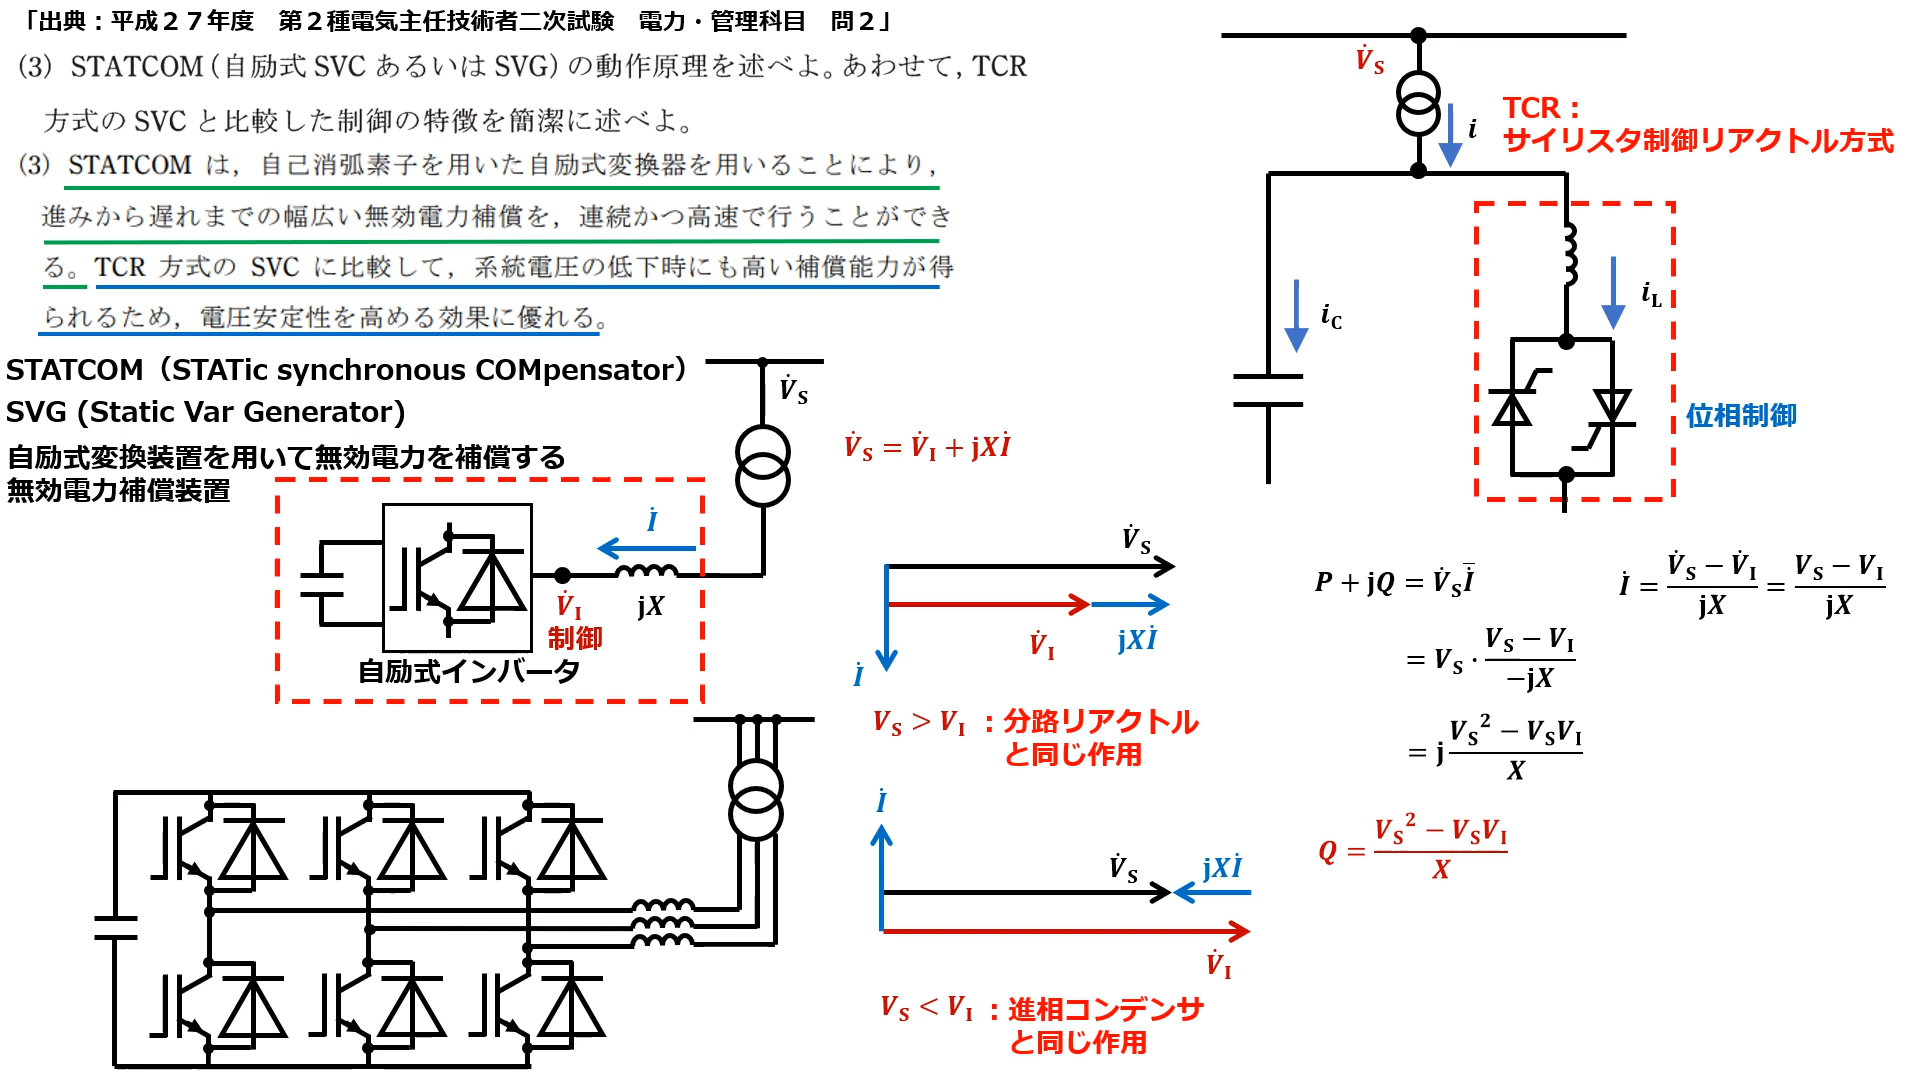 「出典：平成２７年度　第２種電気主任技術者二次試験　電力・管理科目　問２」
(3) STATCOM（自励式 SVC あるいは SVG）の動作原理を述べよ。あわせて，TCR
方式の SVC と比較した制御の特徴を簡潔に述べよ。
(3) STATCOM は，自己消弧素子を用いた自励式変換器を用いることにより，
進みから遅れまでの幅広い無効電力補償を，連続かつ高速で行うことができ
る。TCR 方式の SVC に比較して，系統電圧の低下時にも高い補償能力が得
られるため，電圧安定性を高める効果に優れる。
STATCOM（STATic synchronous COMpensator）
SVG (Static Var Generator)
自励式変換装置を用いて無効電力を補償する
無効電力補償装置
V̇S
İ
V̇I
制御
jX
自励式インバータ
V̇S = V̇I + jXİ
V̇S
V̇I
jXİ
İ
VS > VI ：分路リアクトル
と同じ作用
İ
V̇S
jXİ
V̇I
VS < VI ：進相コンデンサ
と同じ作用
V̇S
i
TCR：
サイリスタ制御リアクトル方式
iC
iL
位相制御
P + jQ = V̇S İ̅
= VS · (VS − VI)/(−jX)
= j (VS² − VSVI)/X
İ = (V̇S − V̇I)/jX = (VS − VI)/jX
Q = (VS² − VSVI)/X